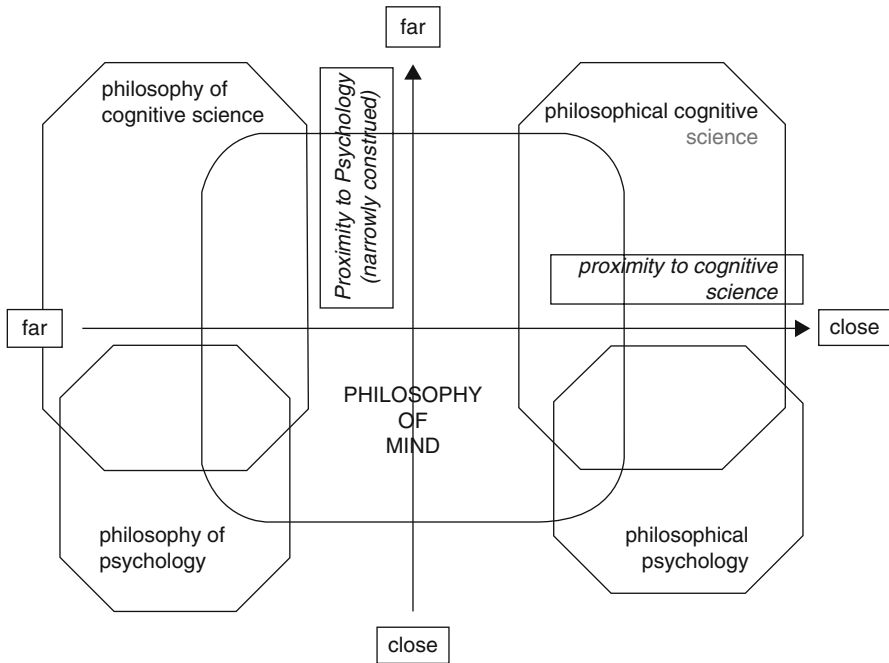 far
philosophy of
cognitive science
Proximity to Psychology
(narrowly construed)
philosophical cognitive
science
proximity to cognitive
science
far
close
PHILOSOPHY
OF
MIND
philosophy of
psychology
philosophical
psychology
close